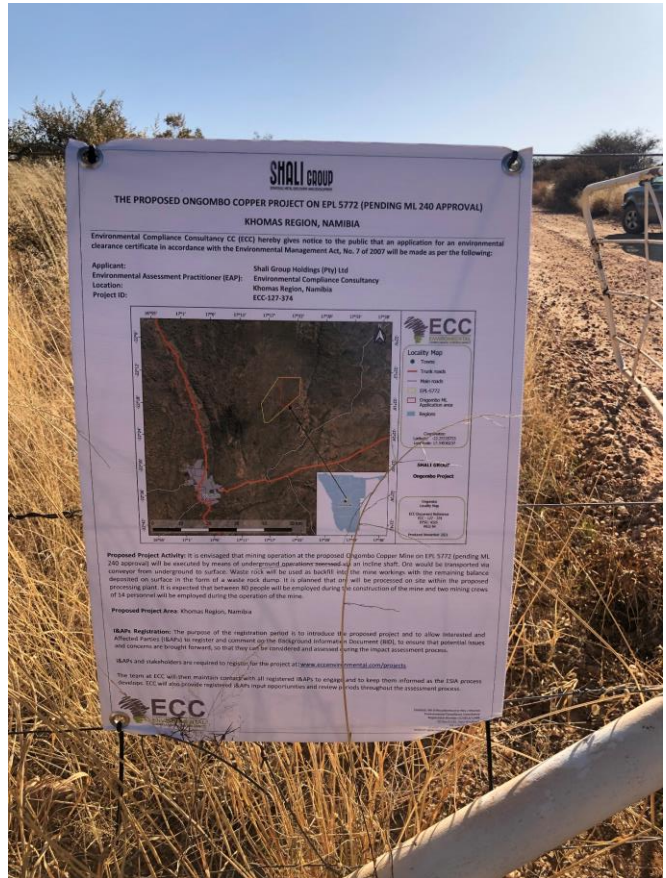 SHALI GROUP
THE PROPOSED ONGOMBO COPPER PROJECT ON EPL 5772 (PENDING ML 240 APPROVAL)
KHOMAS REGION, NAMIBIA
Environmental Compliance Consultancy CC (ECC) hereby gives notice to the public that an application for an environmental
clearance certificate in accordance with the Environmental Management Act, No. 7 of 2007 will be made as per the following:
Applicant: Shali Group Holdings (Pty) Ltd
Environmental Assessment Practitioner (EAP): Environmental Compliance Consultancy
Location: Khomas Region, Namibia
Project ID: ECC-127-374
ECC
Locality Map
Towns
Trunk roads
Main roads
EPL 5772
Ongombo ML
Application area
Regions
SHALI GROUP
Ongombo Project
Ongombo
Locality Map
Proposed Project Activity: It is envisaged that mining operation at the proposed Ongombo Copper Mine on EPL 5772 (pending ML
240 approval) will be executed by means of underground operations accessed via an incline shaft. Ore would be transported via
conveyor from underground to surface. Waste rock will be used as backfill into the mine workings with the remaining balance
deposited on surface in the form of a waste rock dump. It is planned that ore will be processed on site within the proposed
processing plant. It is expected that between 80 people will be employed during the construction of the mine and two mining crews
of 14 personnel will be employed during the operation of the mine.
Proposed Project Area: Khomas Region, Namibia
I&APs Registration: The purpose of the registration period is to introduce the proposed project and to allow Interested and
Affected Parties (I&APs) to register and comment on the Background Information Document (BID), to ensure that potential issues
and concerns are brought forward, so that they can be considered and assessed during the impact assessment process.
I&APs and stakeholders are required to register for the project at: www.eccenvironmental.com/projects
The team at ECC will then maintain contact with all registered I&APs to engage and to keep them informed as the ESIA process
develops. ECC will also provide registered I&APs input opportunities and review periods throughout the assessment process.
ECC